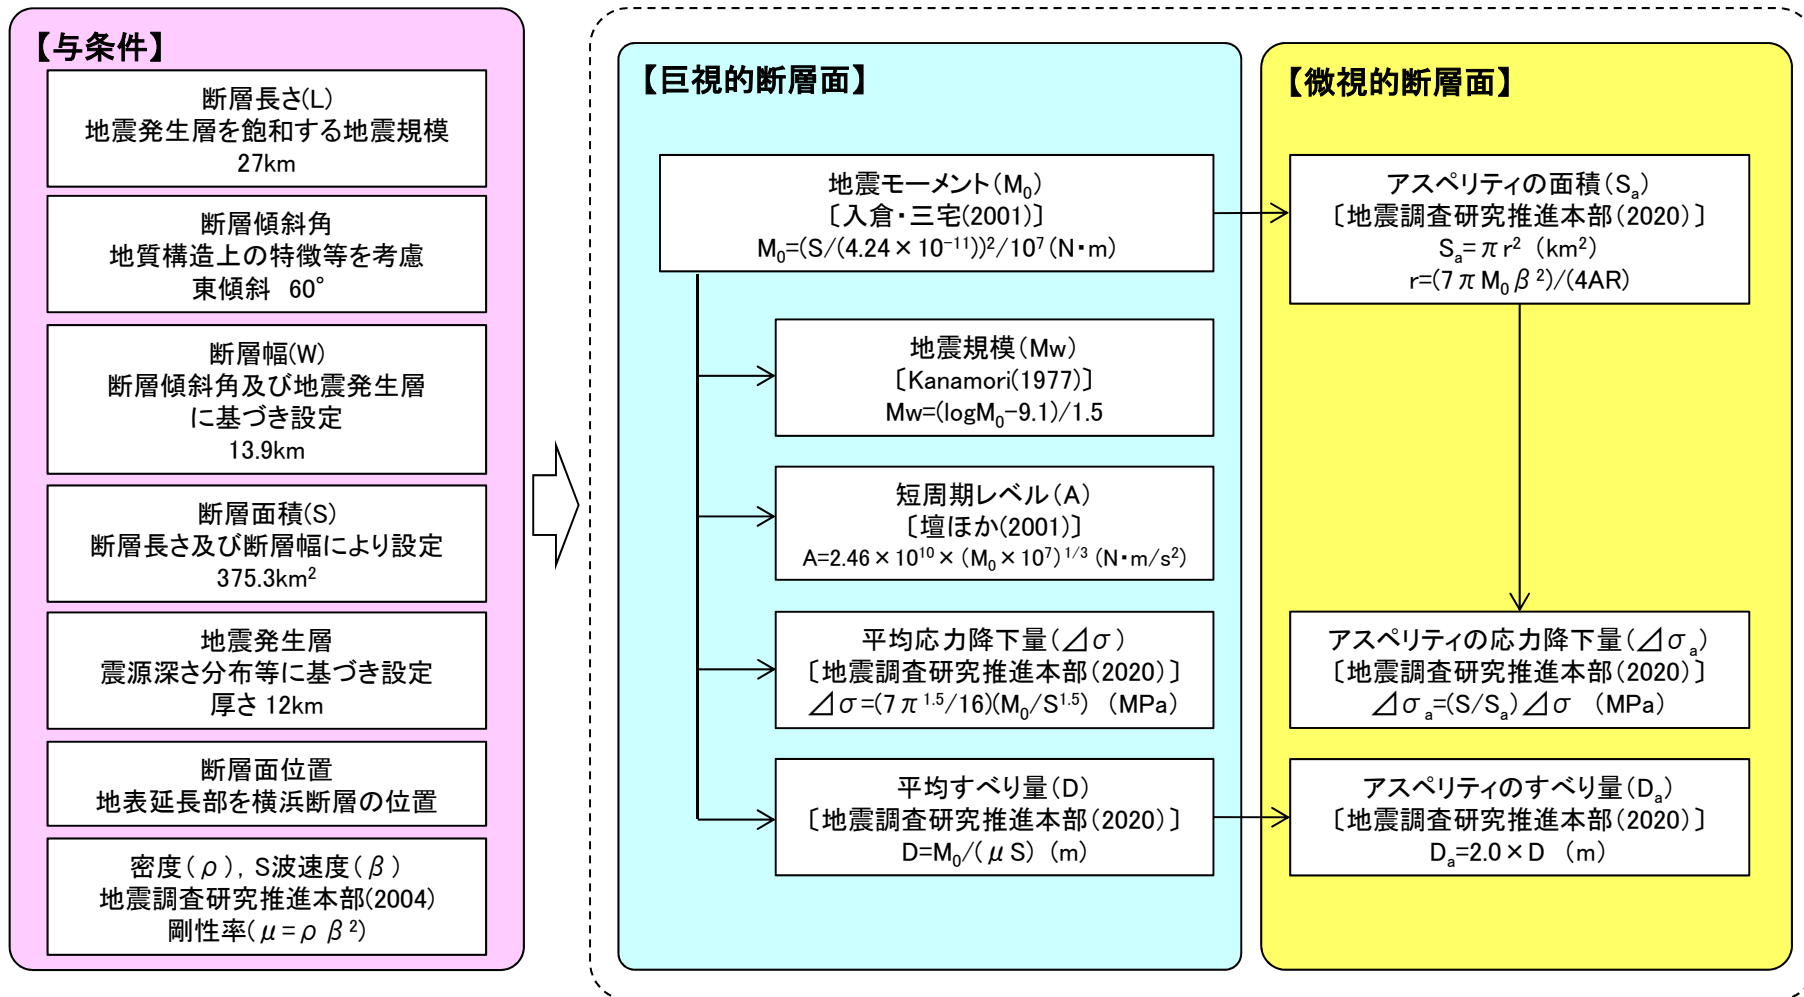 【与条件】
断層長さ(L)
地震発生層を飽和する地震規模
27km
断層傾斜角
地質構造上の特徴等を考慮
東傾斜 60°
断層幅(W)
断層傾斜角及び地震発生層
に基づき設定
13.9km
断層面積(S)
断層長さ及び断層幅により設定
375.3km²
地震発生層
震源深さ分布等に基づき設定
厚さ 12km
断層面位置
地表延長部を横浜断層の位置
密度(ρ), S波速度(β)
地震調査研究推進本部(2004)
剛性率(μ=ρβ²)
【巨視的断層面】
地震モーメント(M₀)
〔入倉・三宅(2001)〕
M₀=(S/(4.24×10⁻¹¹))²/10⁷(N・m)
地震規模(Mw)
〔Kanamori(1977)〕
Mw=(logM₀-9.1)/1.5
短周期レベル(A)
〔壇ほか(2001)〕
A=2.46×10¹⁰×(M₀×10⁷)¹/³(N・m/s²)
平均応力降下量(⊿σ)
〔地震調査研究推進本部(2020)〕
⊿σ=(7π¹·⁵/16)(M₀/S¹·⁵) (MPa)
平均すべり量(D)
〔地震調査研究推進本部(2020)〕
D=M₀/(μS) (m)
【微視的断層面】
アスペリティの面積(Sₐ)
〔地震調査研究推進本部(2020)〕
Sₐ=πr² (km²)
r=(7πM₀β²)/(4AR)
アスペリティの応力降下量(⊿σₐ)
〔地震調査研究推進本部(2020)〕
⊿σₐ=(S/Sₐ)⊿σ (MPa)
アスペリティのすべり量(Dₐ)
〔地震調査研究推進本部(2020)〕
Dₐ=2.0×D (m)